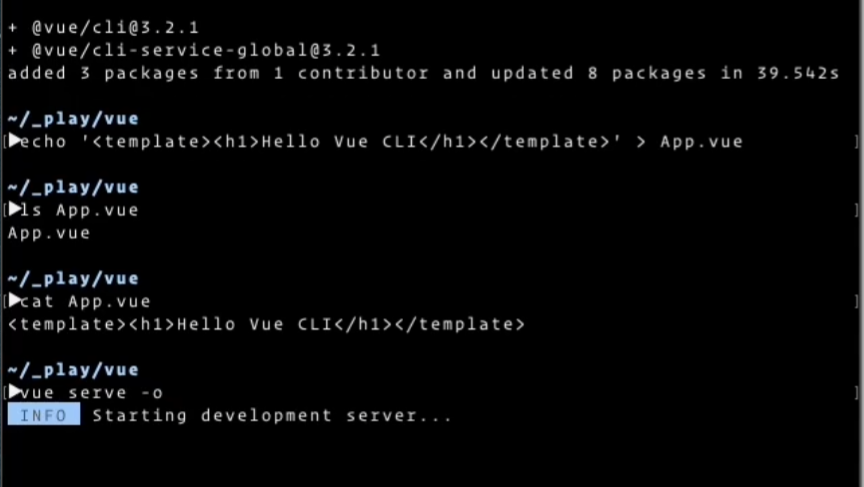 + @vue/cli@3.2.1
+ @vue/cli-service-global@3.2.1
added 3 packages from 1 contributor and updated 8 packages in 39.542s
~/_play/vue
[▶echo '<template><h1>Hello Vue CLI</h1></template>' > App.vue ]
~/_play/vue
[▶ls App.vue ]
App.vue
~/_play/vue
[▶cat App.vue ]
<template><h1>Hello Vue CLI</h1></template>
~/_play/vue
[▶vue serve -o ]
INFO Starting development server...